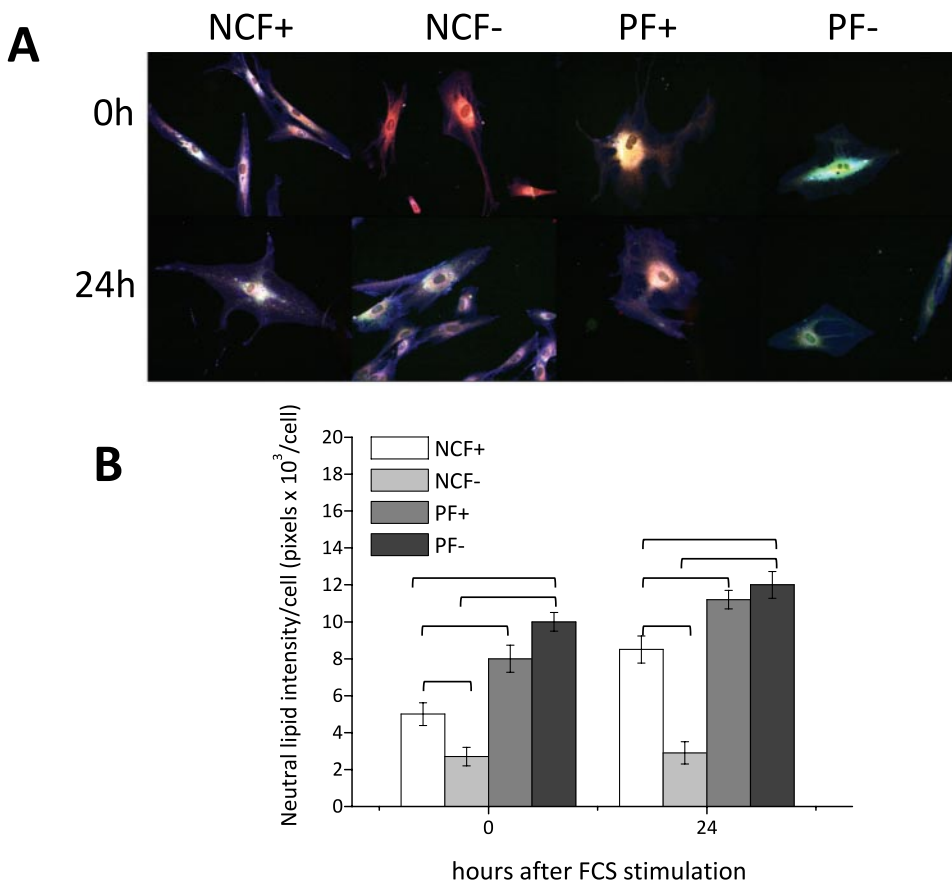 A
NCF+ NCF- PF+ PF-
0h
24h
B
Neutral lipid intensity/cell (pixels x 10³/cell)
20
18
16
14
12
10
8
6
4
2
0
NCF+
NCF-
PF+
PF-
0 24
hours after FCS stimulation